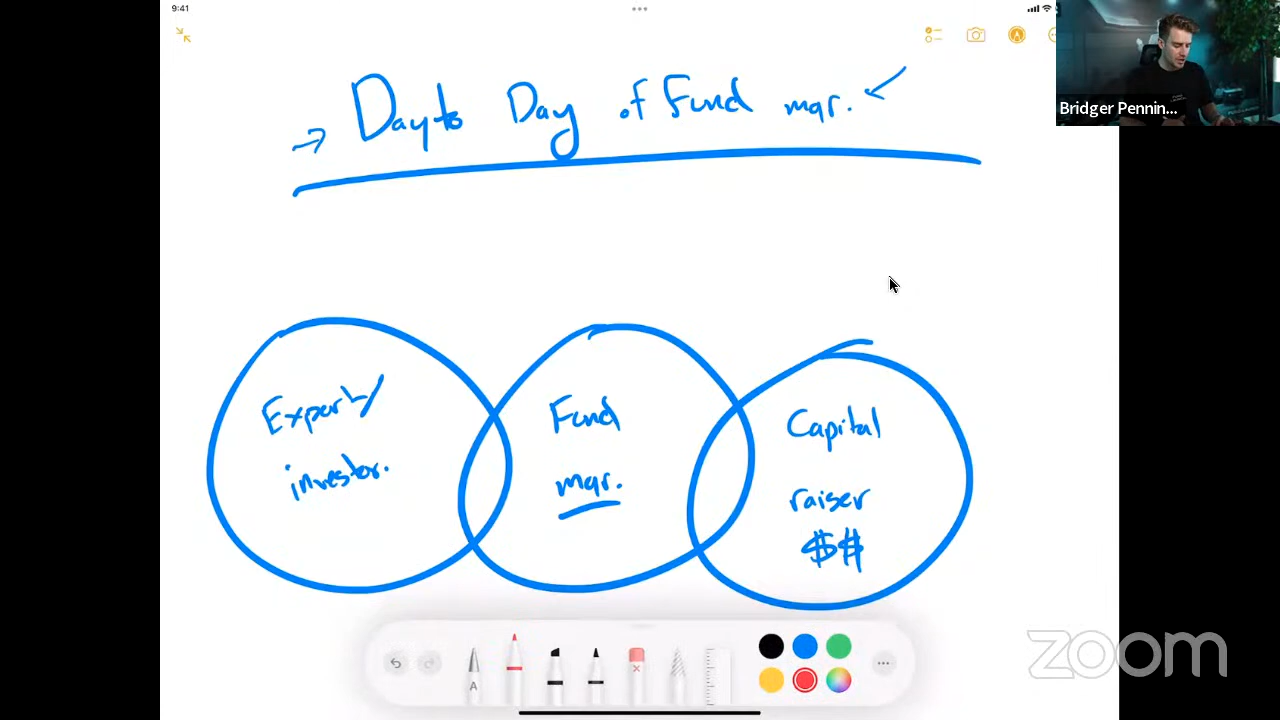 9:41
Day to Day of Fund mgr.
Bridger Pennin...
Expert/
investor.
Fund
mgr.
Capital
raiser
$$
A
zoom